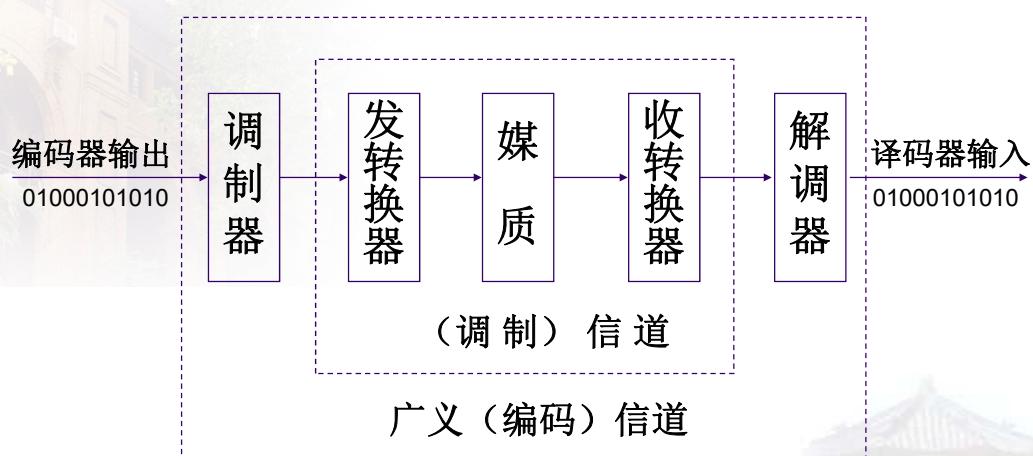 编码器输出
01000101010
调制器
发转换器
媒质
收转换器
解调器
译码器输入
01000101010
（调 制） 信 道
广义（编码）信道